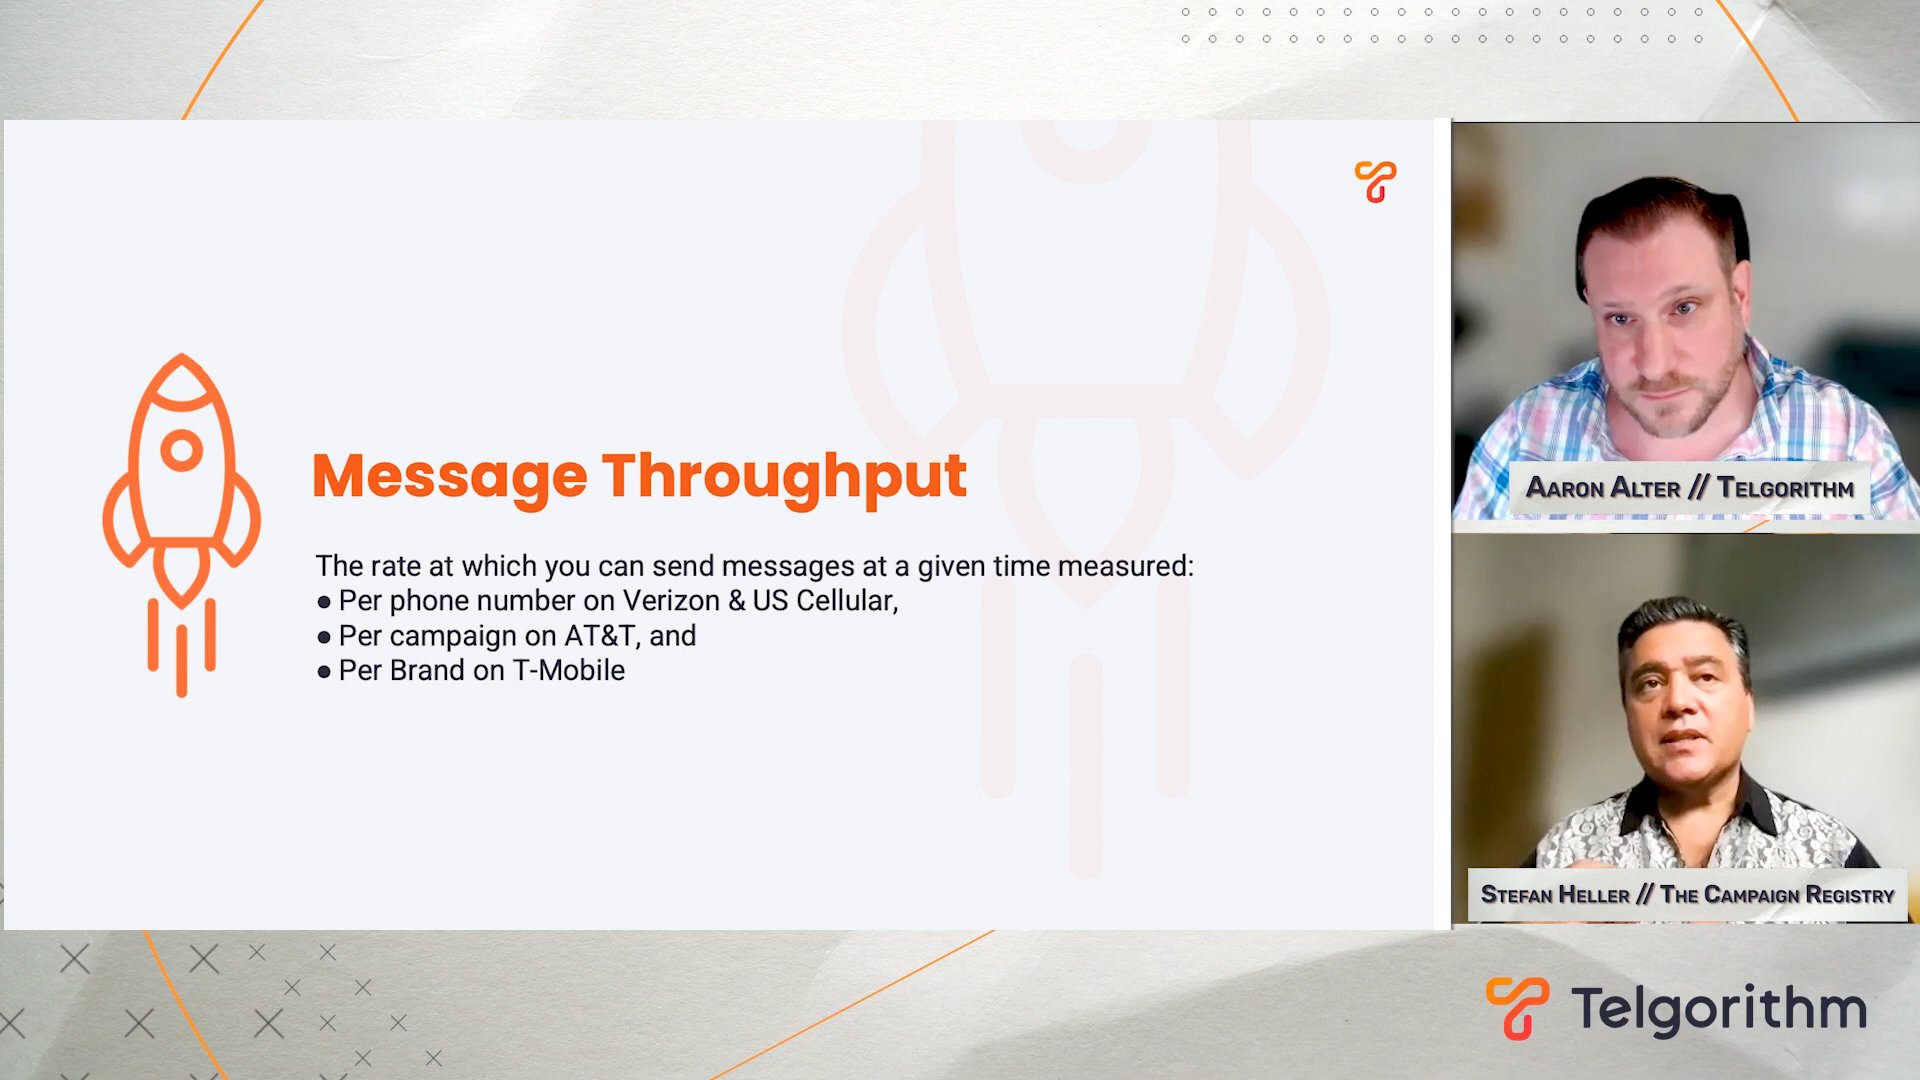 Message Throughput
The rate at which you can send messages at a given time measured:
● Per phone number on Verizon & US Cellular,
● Per campaign on AT&T, and
● Per Brand on T-Mobile
Aaron Alter // Telgorithm
Stefan Heller // The Campaign Registry
Telgorithm